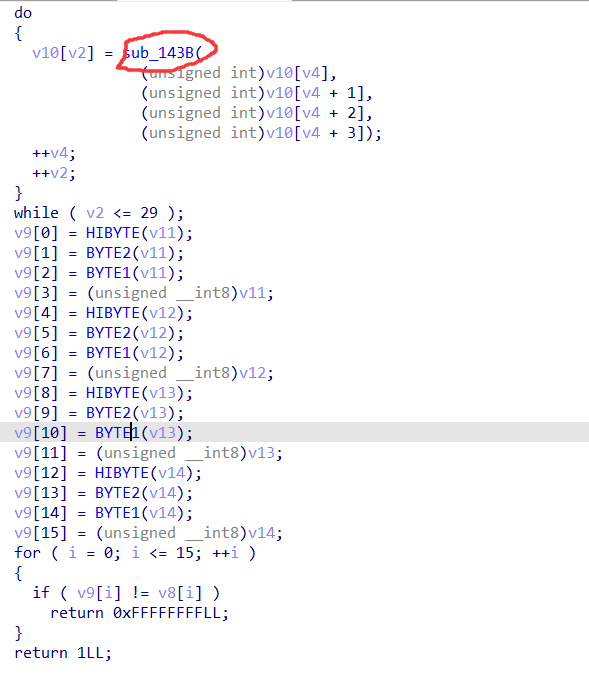 do
{
v10[v2] = sub_143B(
(unsigned int)v10[v4],
(unsigned int)v10[v4 + 1],
(unsigned int)v10[v4 + 2],
(unsigned int)v10[v4 + 3]);
++v4;
++v2;
}
while ( v2 <= 29 );
v9[0] = HIBYTE(v11);
v9[1] = BYTE2(v11);
v9[2] = BYTE1(v11);
v9[3] = (unsigned __int8)v11;
v9[4] = HIBYTE(v12);
v9[5] = BYTE2(v12);
v9[6] = BYTE1(v12);
v9[7] = (unsigned __int8)v12;
v9[8] = HIBYTE(v13);
v9[9] = BYTE2(v13);
v9[10] = BYTE1(v13);
v9[11] = (unsigned __int8)v13;
v9[12] = HIBYTE(v14);
v9[13] = BYTE2(v14);
v9[14] = BYTE1(v14);
v9[15] = (unsigned __int8)v14;
for ( i = 0; i <= 15; ++i )
{
if ( v9[i] != v8[i] )
return 0xFFFFFFFFLL;
}
return 1LL;